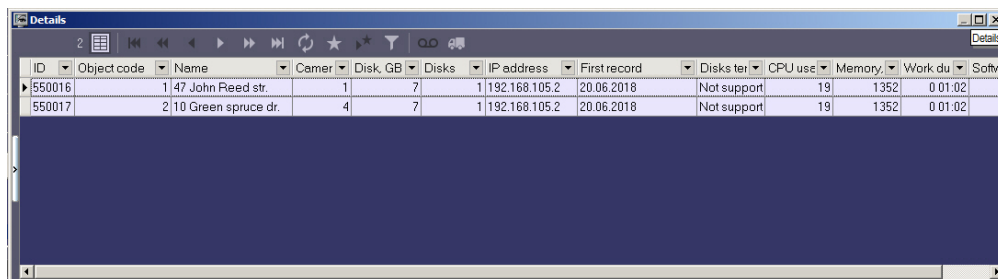 Details
2
Details
ID Object code Name Camer Disk, GB Disks IP address First record Disks ter CPU use Memory, Work du Softw
550016 1 47 John Reed str. 1 7 1 192.168.105.2 20.06.2018 Not support 19 1352 0 01:02
550017 2 10 Green spruce dr. 4 7 1 192.168.105.2 20.06.2018 Not support 19 1352 0 01:02